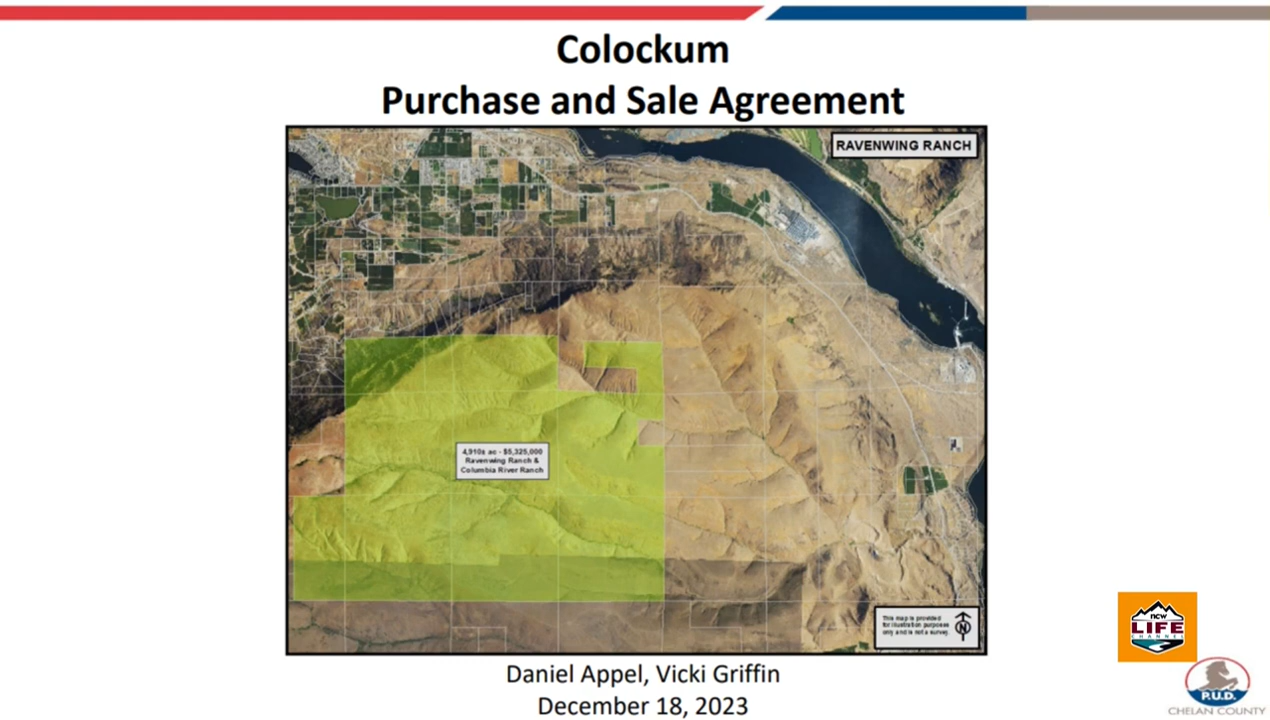 Colockum
Purchase and Sale Agreement
RAVENWING RANCH
4,910± ac - $5,325,000
Ravenwing Ranch &
Columbia River Ranch
This map is provided
for illustration purposes
only and is not a survey.
N
Daniel Appel, Vicki Griffin
December 18, 2023
ncw
LIFE
CHANNEL
P.U.D.
CHELAN COUNTY